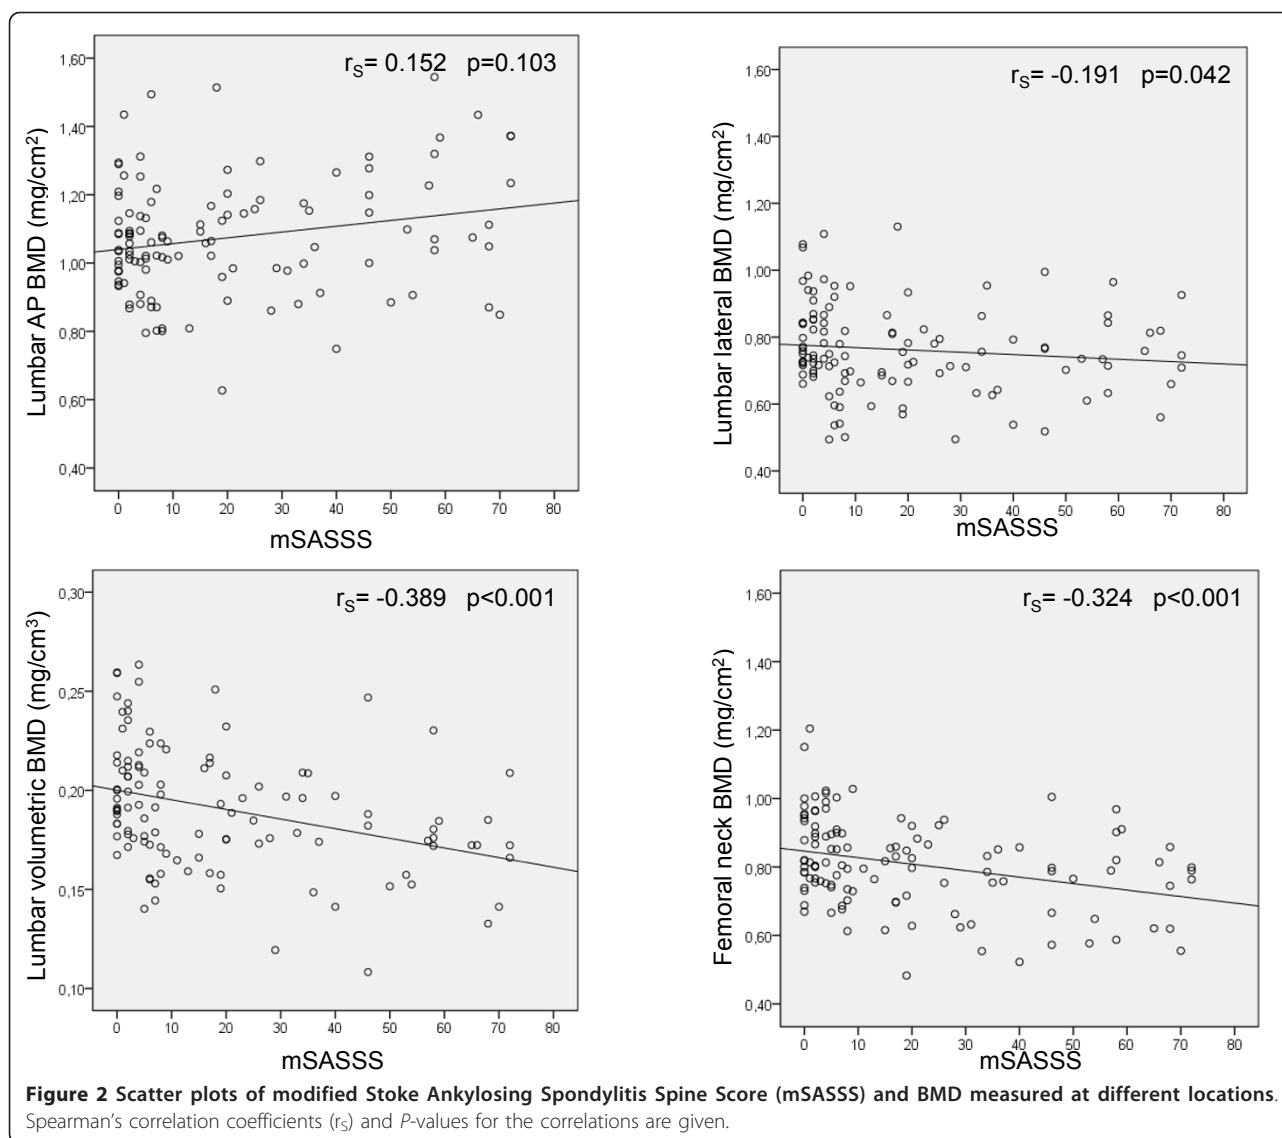 r_S= 0.152 p=0.103
Lumbar AP BMD (mg/cm²)
1,60
1,40
1,20
1,00
0,80
0,60
0,40
0 10 20 30 40 50 60 70 80
mSASSS
r_S= -0.191 p=0.042
Lumbar lateral BMD (mg/cm²)
1,60
1,40
1,20
1,00
0,80
0,60
0,40
0 10 20 30 40 50 60 70 80
mSASSS
r_S= -0.389 p<0.001
Lumbar volumetric BMD (mg/cm³)
0,30
0,25
0,20
0,15
0,10
0 10 20 30 40 50 60 70 80
mSASSS
r_S= -0.324 p<0.001
Femoral neck BMD (mg/cm²)
1,60
1,40
1,20
1,00
0,80
0,60
0,40
0 10 20 30 40 50 60 70 80
mSASSS
Figure 2 Scatter plots of modified Stoke Ankylosing Spondylitis Spine Score (mSASSS) and BMD measured at different locations.
Spearman's correlation coefficients (r_S) and P-values for the correlations are given.